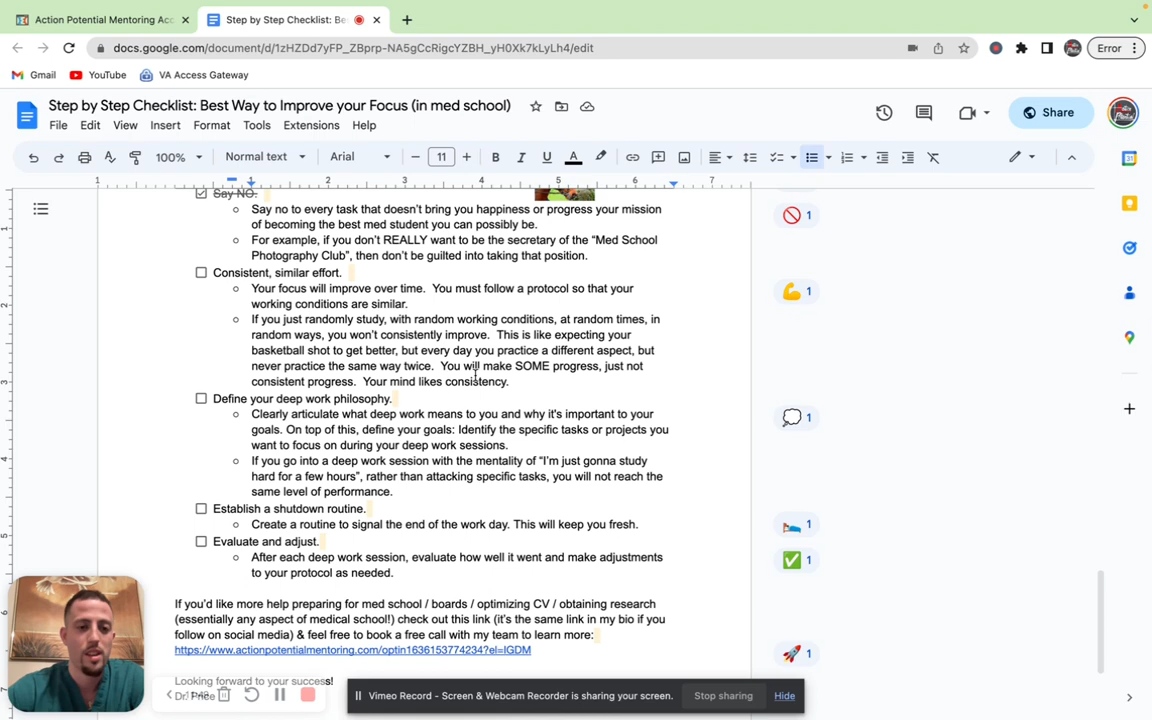 Action Potential Mentoring Acc
Step by Step Checklist: Be
docs.google.com/document/d/1zHZDd7yFP_ZBprp-NA5gCcRigcYZBH_yH0Xk7kLyLh4/edit
Error
Gmail
YouTube
VA Access Gateway
Step by Step Checklist: Best Way to Improve your Focus (in med school)
File Edit View Insert Format Tools Extensions Help
Share
100% Normal text Arial 11
1 1 2 3 4 5 6 7
Say NO.
Say no to every task that doesn't bring you happiness or progress your mission
of becoming the best med student you can possibly be.
For example, if you don't REALLY want to be the secretary of the "Med School
Photography Club", then don't be guilted into taking that position.
Consistent, similar effort.
Your focus will improve over time. You must follow a protocol so that your
working conditions are similar.
If you just randomly study, with random working conditions, at random times, in
random ways, you won't consistently improve. This is like expecting your
basketball shot to get better, but every day you practice a different aspect, but
never practice the same way twice. You will make SOME progress, just not
consistent progress. Your mind likes consistency.
Define your deep work philosophy.
Clearly articulate what deep work means to you and why it's important to your
goals. On top of this, define your goals: Identify the specific tasks or projects you
want to focus on during your deep work sessions.
If you go into a deep work session with the mentality of "I'm just gonna study
hard for a few hours", rather than attacking specific tasks, you will not reach the
same level of performance.
Establish a shutdown routine.
Create a routine to signal the end of the work day. This will keep you fresh.
Evaluate and adjust.
After each deep work session, evaluate how well it went and make adjustments
to your protocol as needed.
If you'd like more help preparing for med school / boards / optimizing CV / obtaining research
(essentially any aspect of medical school!) check out this link (it's the same link in my bio if you
follow on social media) & feel free to book a free call with my team to learn more:
https://www.actionpotentialmentoring.com/optin1636153774234?el=IGDM
Looking forward to your success!
Dr. Price
1
1
1
1
1
1
Vimeo Record - Screen & Webcam Recorder is sharing your screen.
Stop sharing
Hide